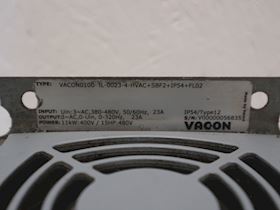 TYPE: VACON0100-3L-0023-4-HVAC+SBF2+IP54+FL02
INPUT: Uin:3~AC,380-480V, 50/60Hz, 23A
OUTPUT: 3~AC,0-Uin, 0-320Hz, 23A
POWER: 11kW:400V / 15HP:480V
IP54/Type12
S/N:V00000056835
VACON